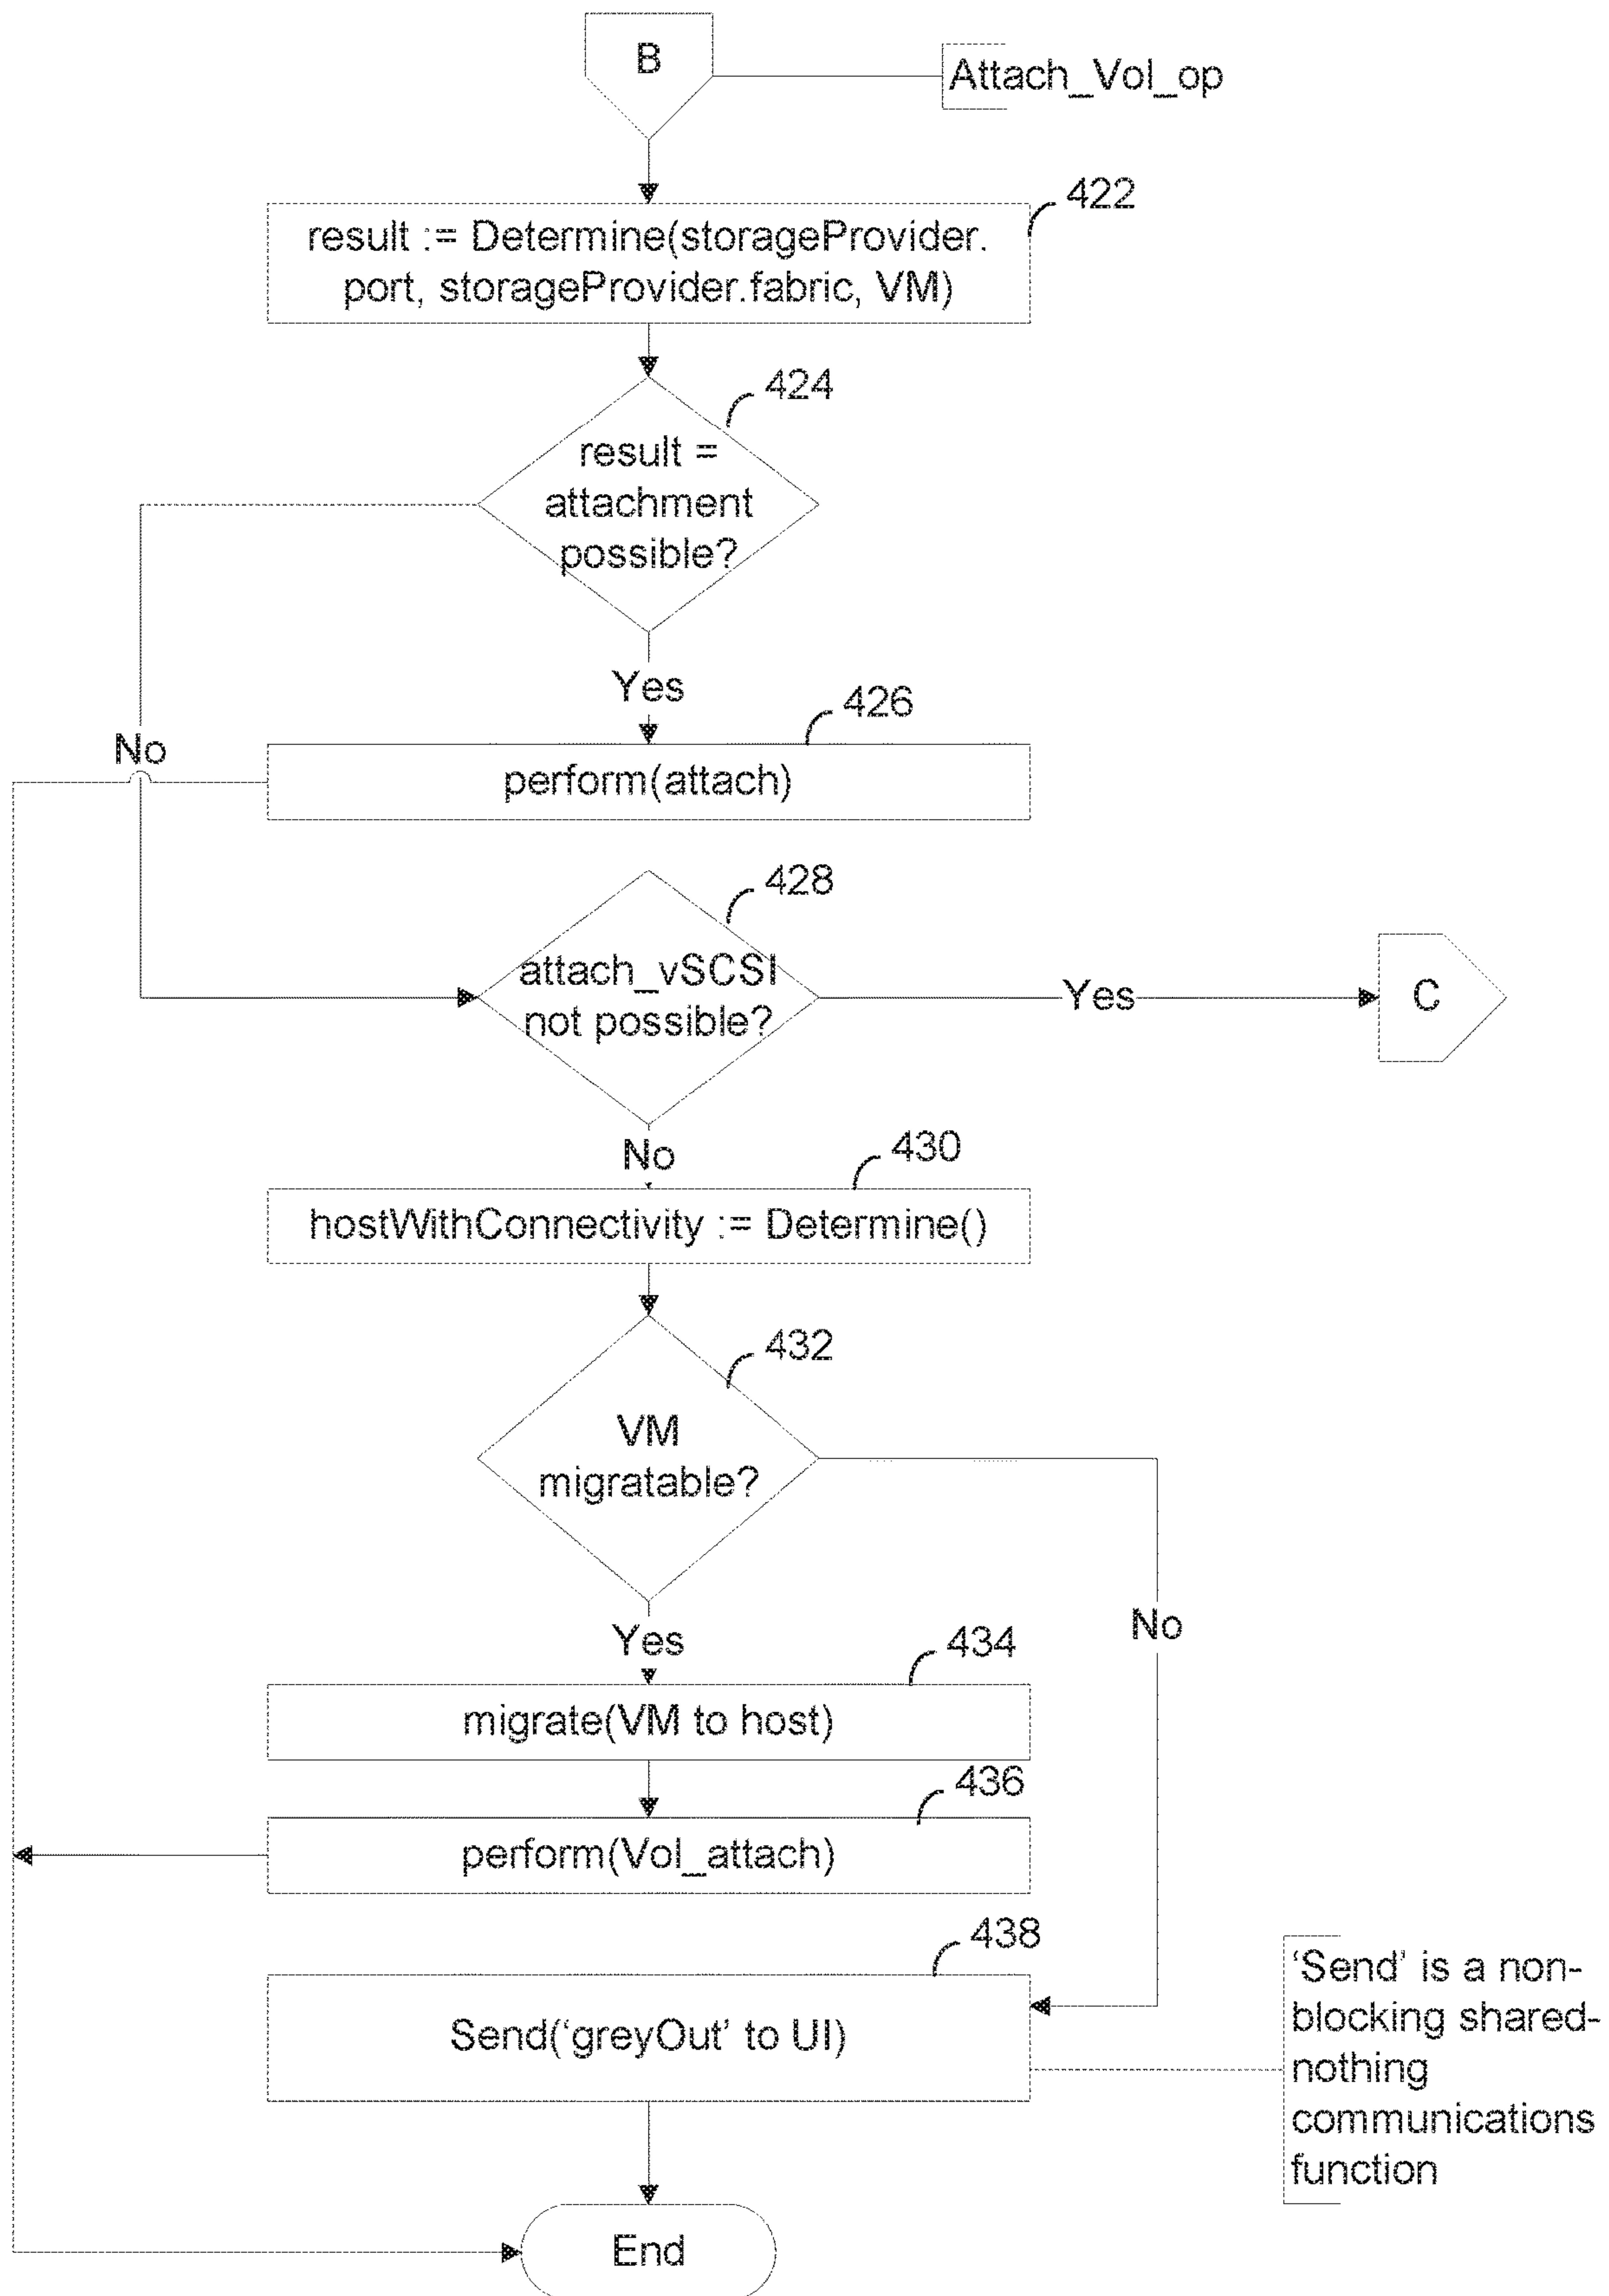 B
Attach_Vol_op
422
result := Determine(storageProvider.
port, storageProvider.fabric, VM)
424
result =
attachment
possible?
Yes
426
No
perform(attach)
428
attach_vSCSI
not possible?
Yes
C
No
430
hostWithConnectivity := Determine()
432
VM
migratable?
No
Yes
434
migrate(VM to host)
436
perform(Vol_attach)
438
Send(‘greyOut’ to UI)
‘Send’ is a non-
blocking shared-
nothing
communications
function
End